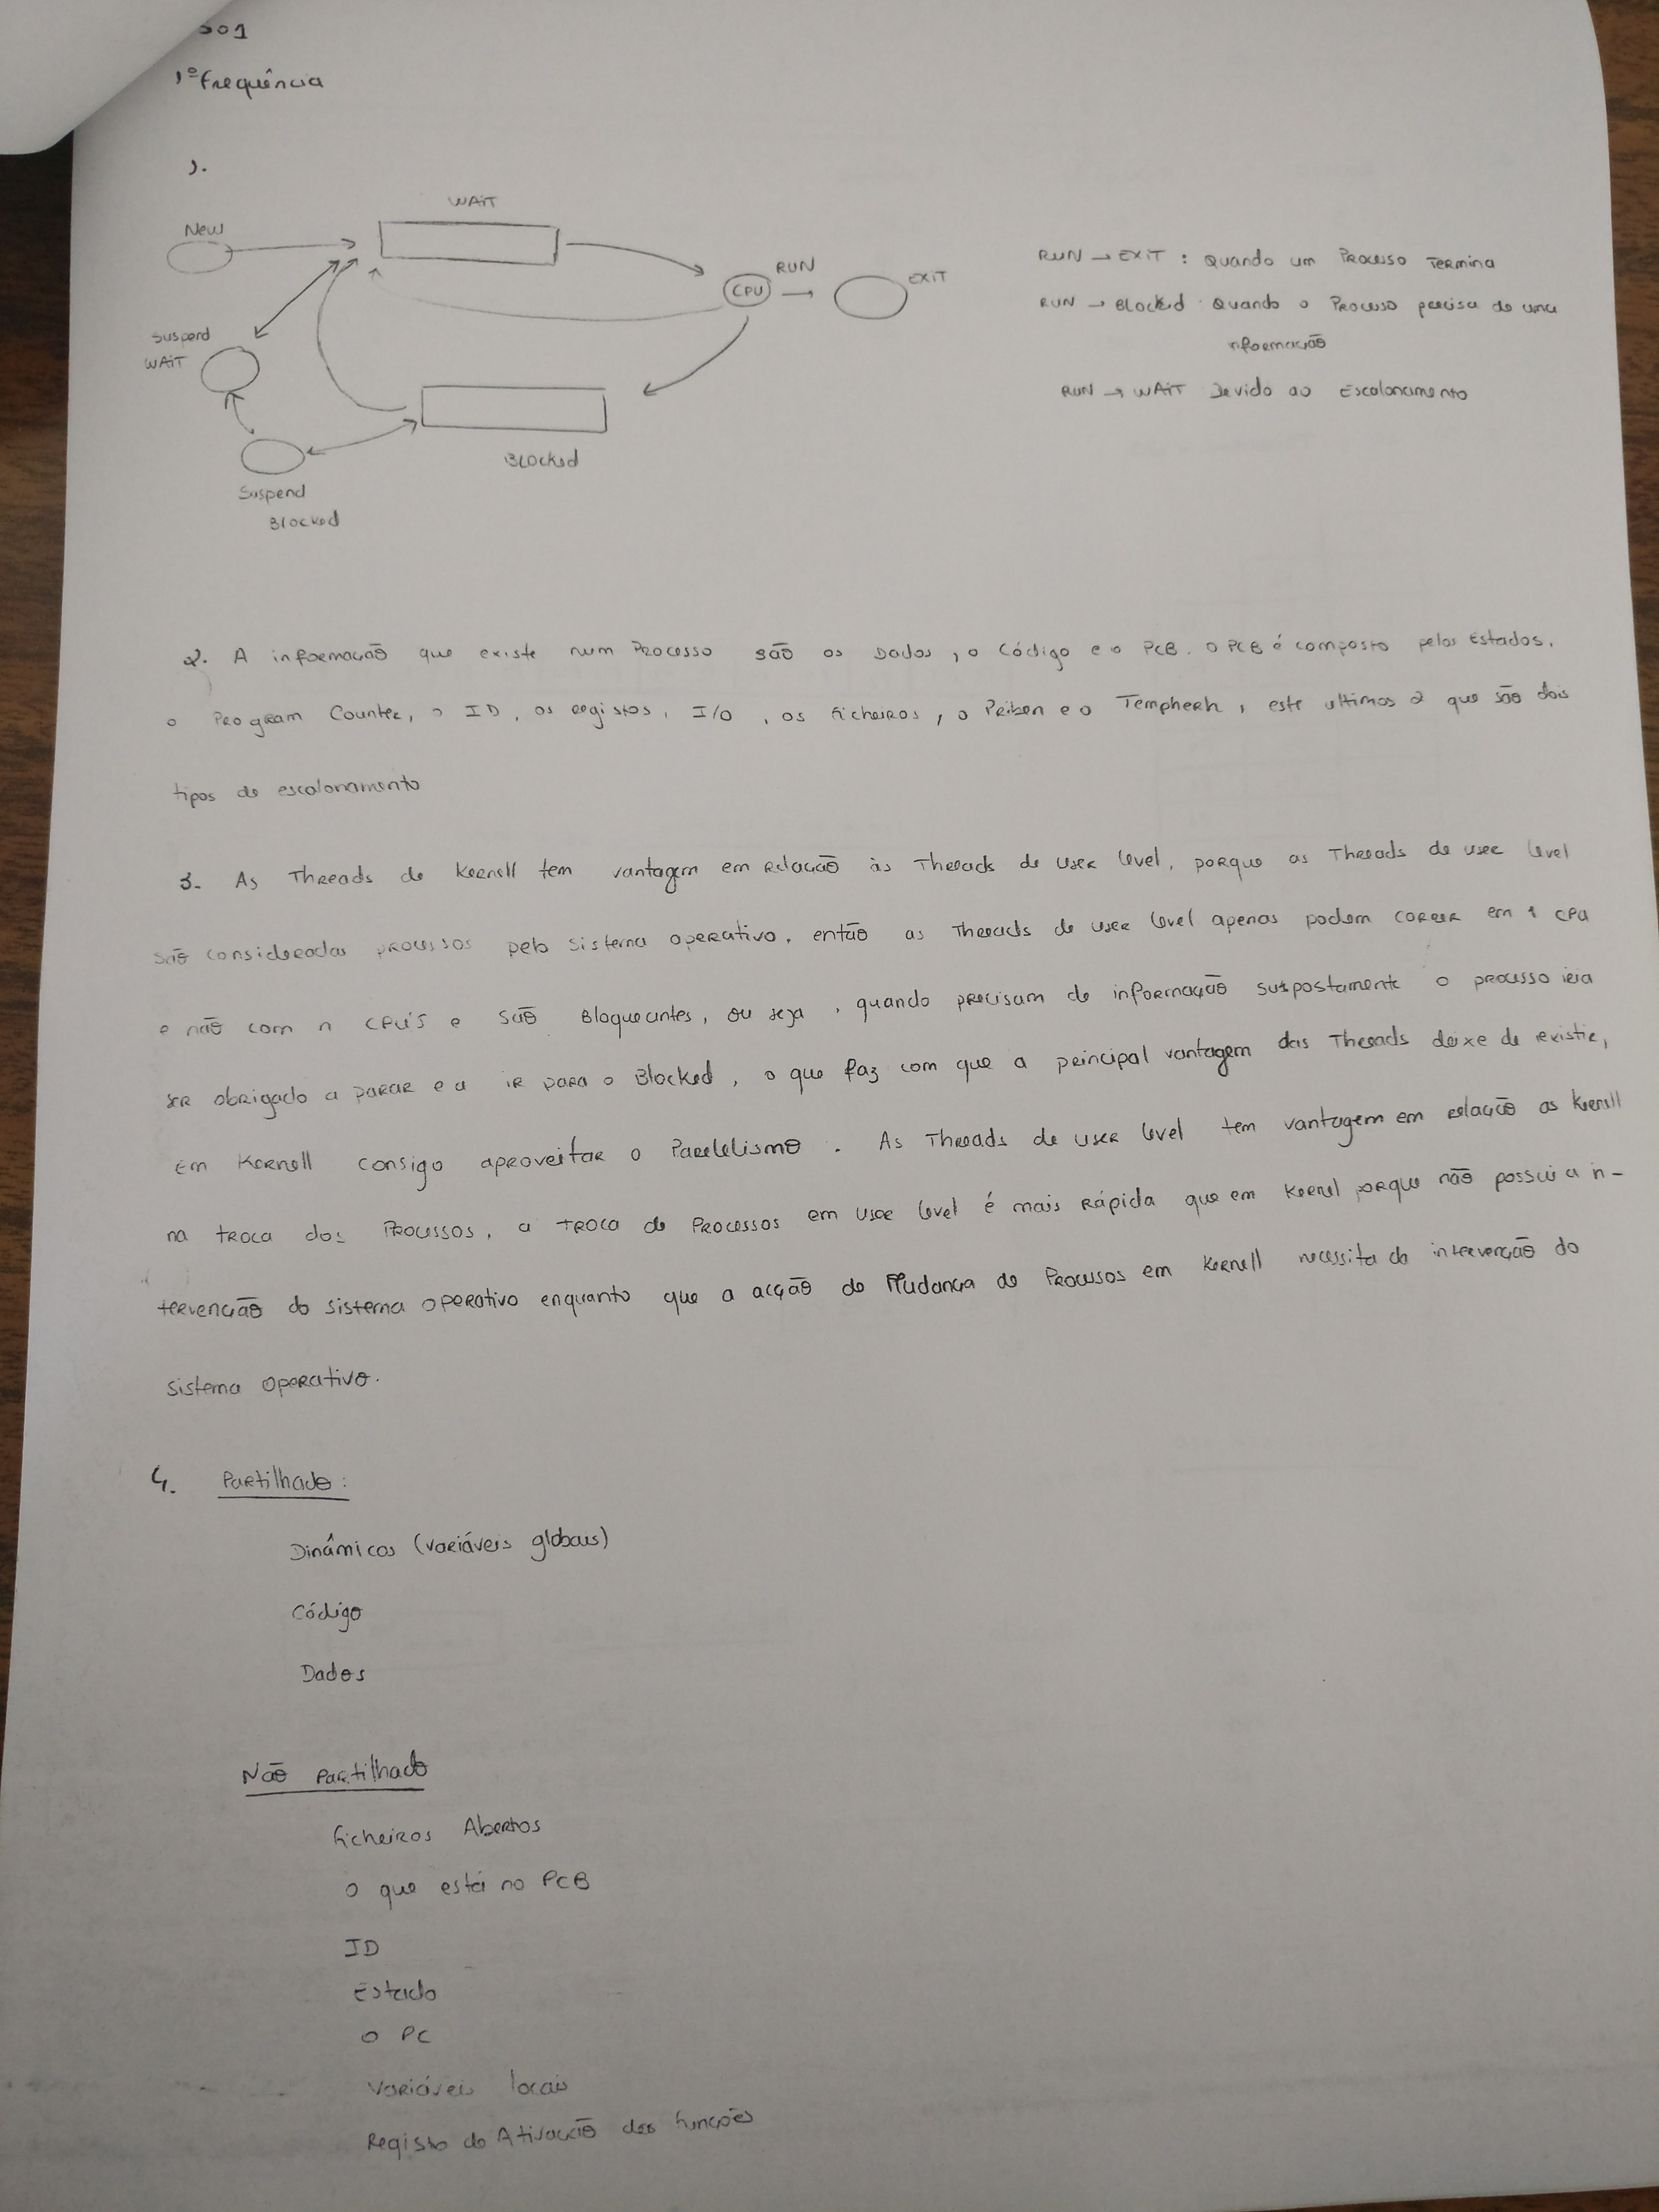 SO1
1º Frequência
1.
WAIT
New
RUN
CPU
EXIT
Suspend
WAIT
Blocked
Suspend
Blocked
RUN → EXIT : Quando um Processo Termina
RUN → Blocked Quando o Processo precisa de uma
informação
RUN → WAIT Devido ao Escalonamento
2. A informação que existe num Processo são os Dados, o Código e o PCB. O PCB é composto pelos Estados,
o Program Counter, o ID, os registos, I/O, os ficheiros, o e o, este ultimos 2 que são dois
tipos de escalonamento
3- As Threads de Kernell tem vantagem em relação às Threads de user level, porque as Threads de user level
são consideradas processos pelo sistema operativo, então as Threads de user level apenas podem correr em 1 CPU
e não com n CPU'S e são Bloqueantes, ou seja, quando precisam de informação supostamente o processo iria
ser obrigado a parar e a ir para o Blocked, o que faz com que a principal vantagem das Threads deixe de existir,
em Kernell consigo aproveitar o Paralelismo. As Threads de user level tem vantagem em relação as Kernell
na troca dos Processos, a troca de Processos em user level é mais rápida que em Kernel porque não possui a in-
tervenção do sistema operativo enquanto que a acção de Mudança de Processos em Kernell necessita da intervenção do
sistema operativo.
4. Partilhado:
Dinâmicos (variáveis globais)
Código
Dados
Não Partilhado
ficheiros Abertos
O que está no PCB
ID
Estado
O PC
Variáveis locais
Registo de Ativação das funções